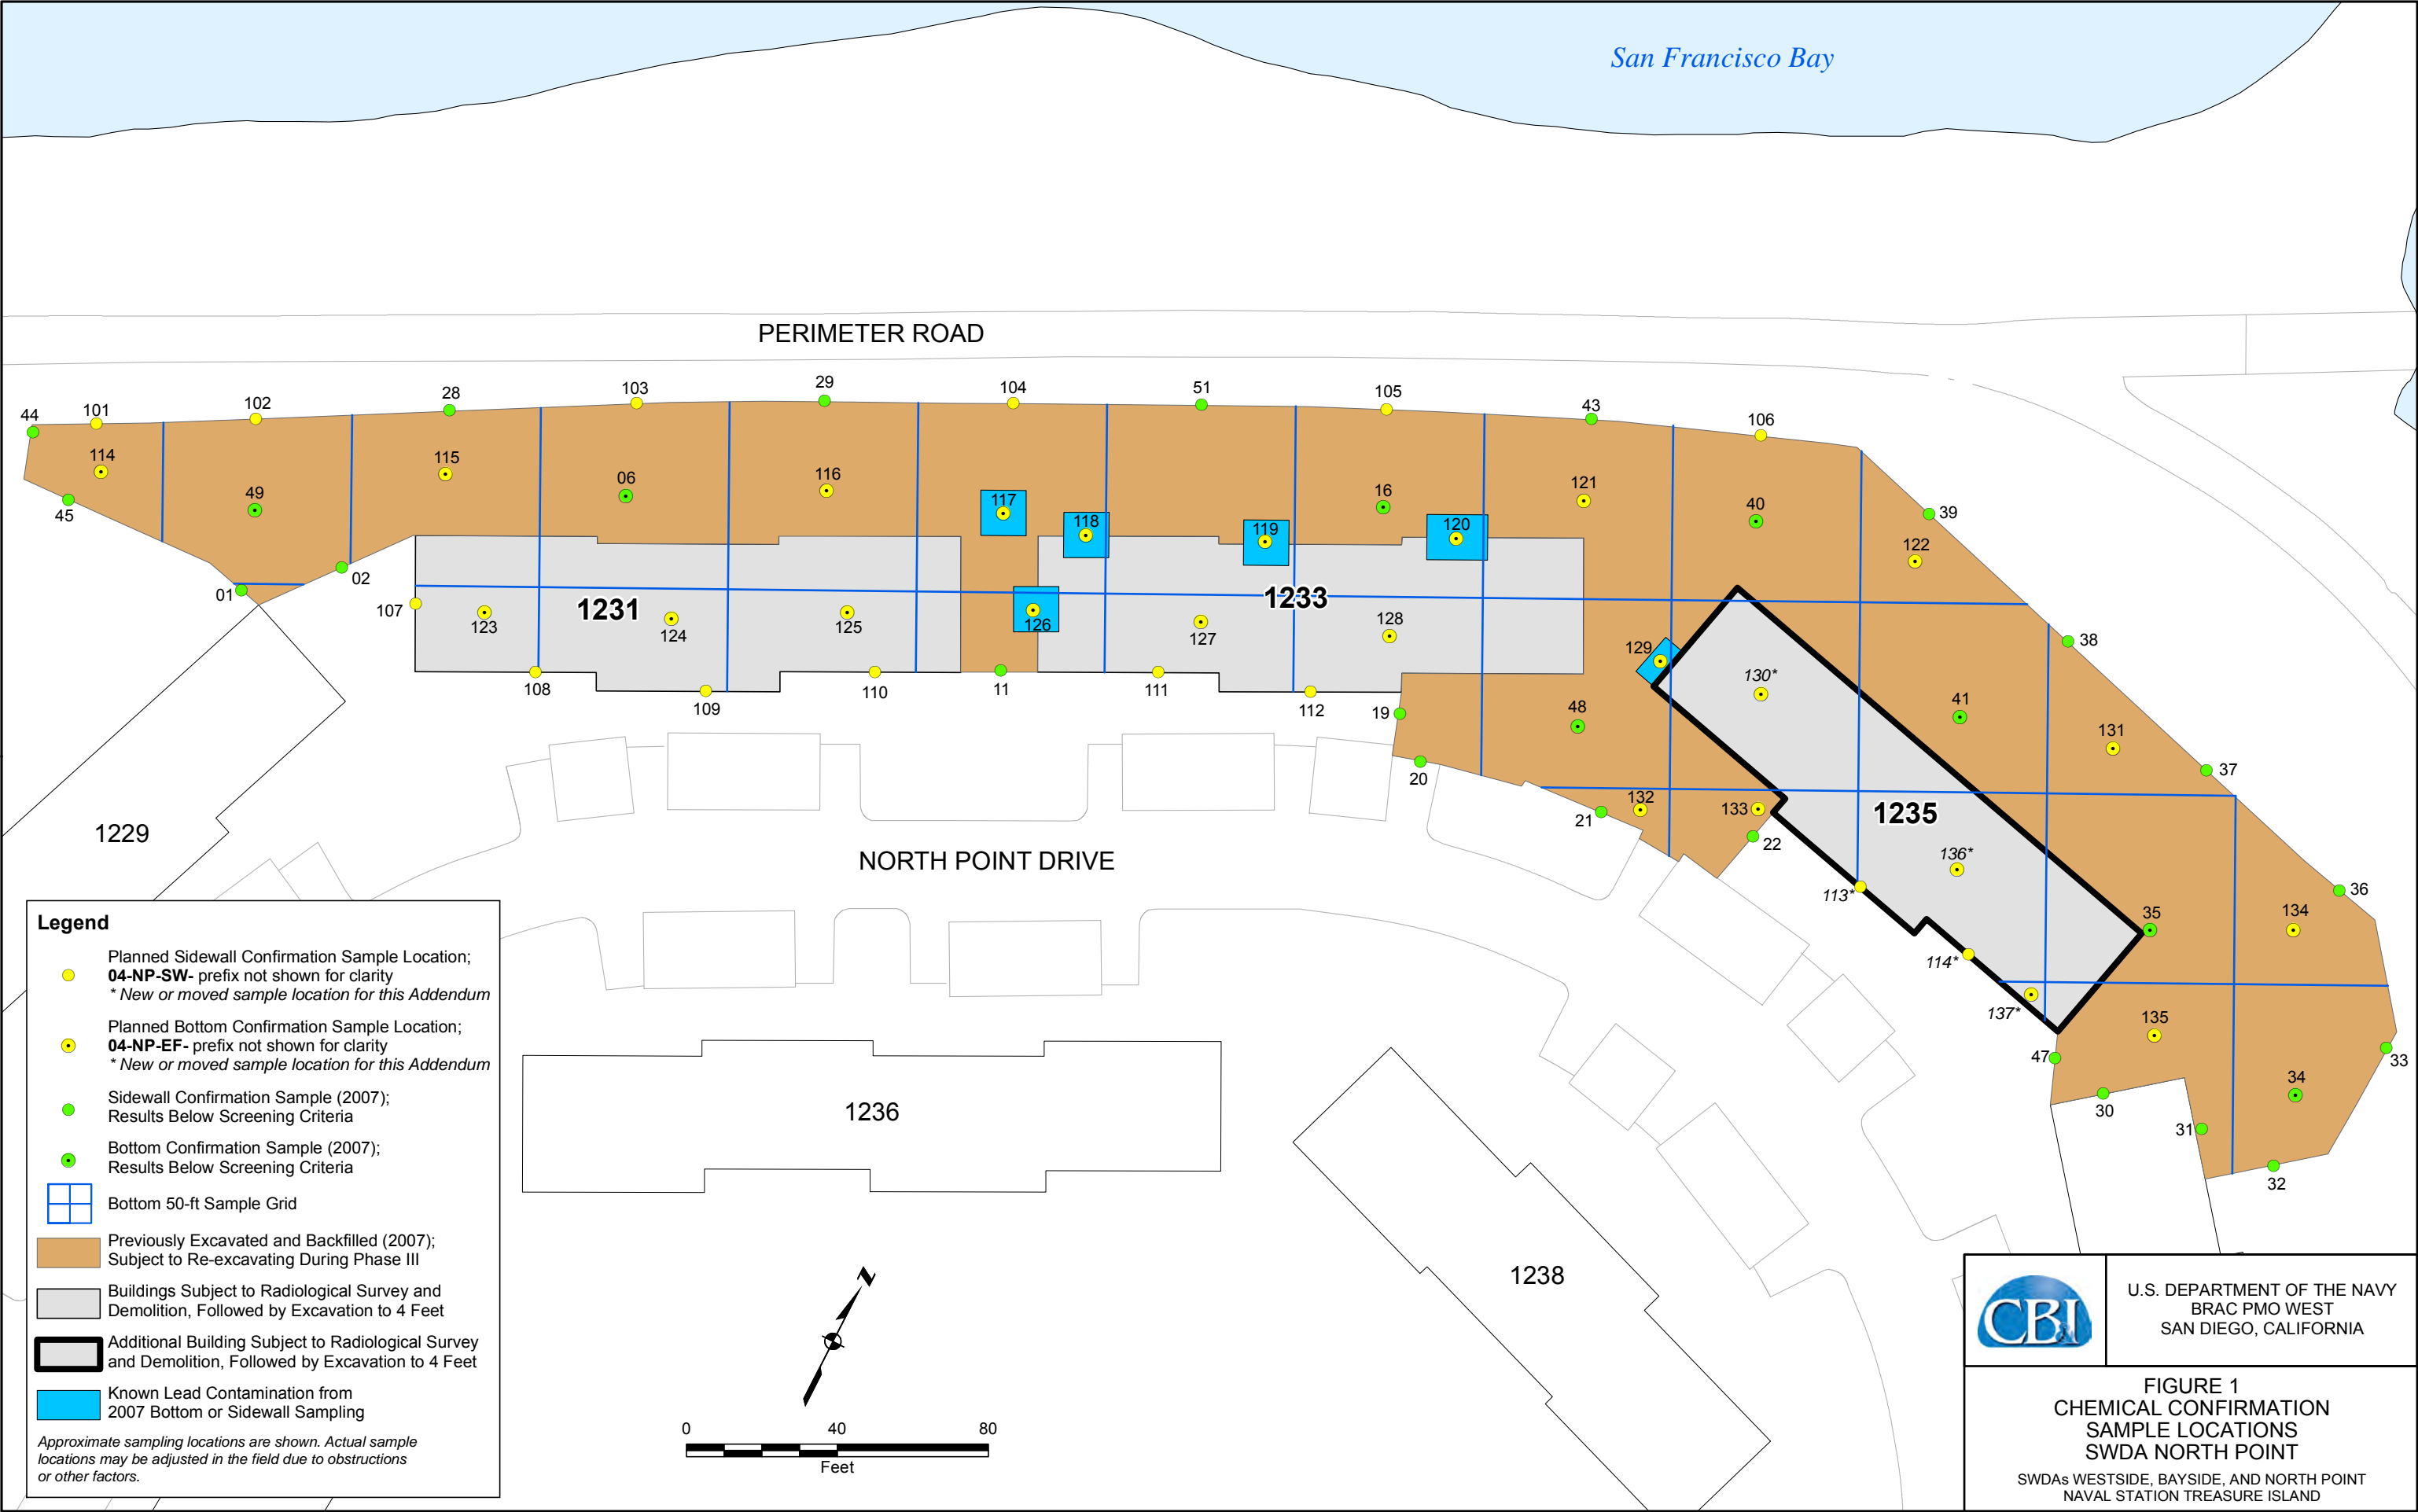 San Francisco Bay
PERIMETER ROAD
44
101
102
28
103
29
104
51
105
43
106
114
49
115
06
116
117
118
119
16
120
121
40
39
122
45
01
02
107
123
1231
124
125
126
127
1233
128
129
130*
38
41
131
37
108
109
110
11
111
112
19
20
48
21
132
133
22
1235
136*
113*
114*
137*
35
36
134
135
47
30
31
34
33
32
1229
NORTH POINT DRIVE
1236
1238
Legend
Planned Sidewall Confirmation Sample Location;
04-NP-SW- prefix not shown for clarity
* New or moved sample location for this Addendum
Planned Bottom Confirmation Sample Location;
04-NP-EF- prefix not shown for clarity
* New or moved sample location for this Addendum
Sidewall Confirmation Sample (2007);
Results Below Screening Criteria
Bottom Confirmation Sample (2007);
Results Below Screening Criteria
Bottom 50-ft Sample Grid
Previously Excavated and Backfilled (2007);
Subject to Re-excavating During Phase III
Buildings Subject to Radiological Survey and
Demolition, Followed by Excavation to 4 Feet
Additional Building Subject to Radiological Survey
and Demolition, Followed by Excavation to 4 Feet
Known Lead Contamination from
2007 Bottom or Sidewall Sampling
Approximate sampling locations are shown. Actual sample
locations may be adjusted in the field due to obstructions
or other factors.
N
0 40 80
Feet
CB&I
U.S. DEPARTMENT OF THE NAVY
BRAC PMO WEST
SAN DIEGO, CALIFORNIA
FIGURE 1
CHEMICAL CONFIRMATION
SAMPLE LOCATIONS
SWDA NORTH POINT
SWDAs WESTSIDE, BAYSIDE, AND NORTH POINT
NAVAL STATION TREASURE ISLAND